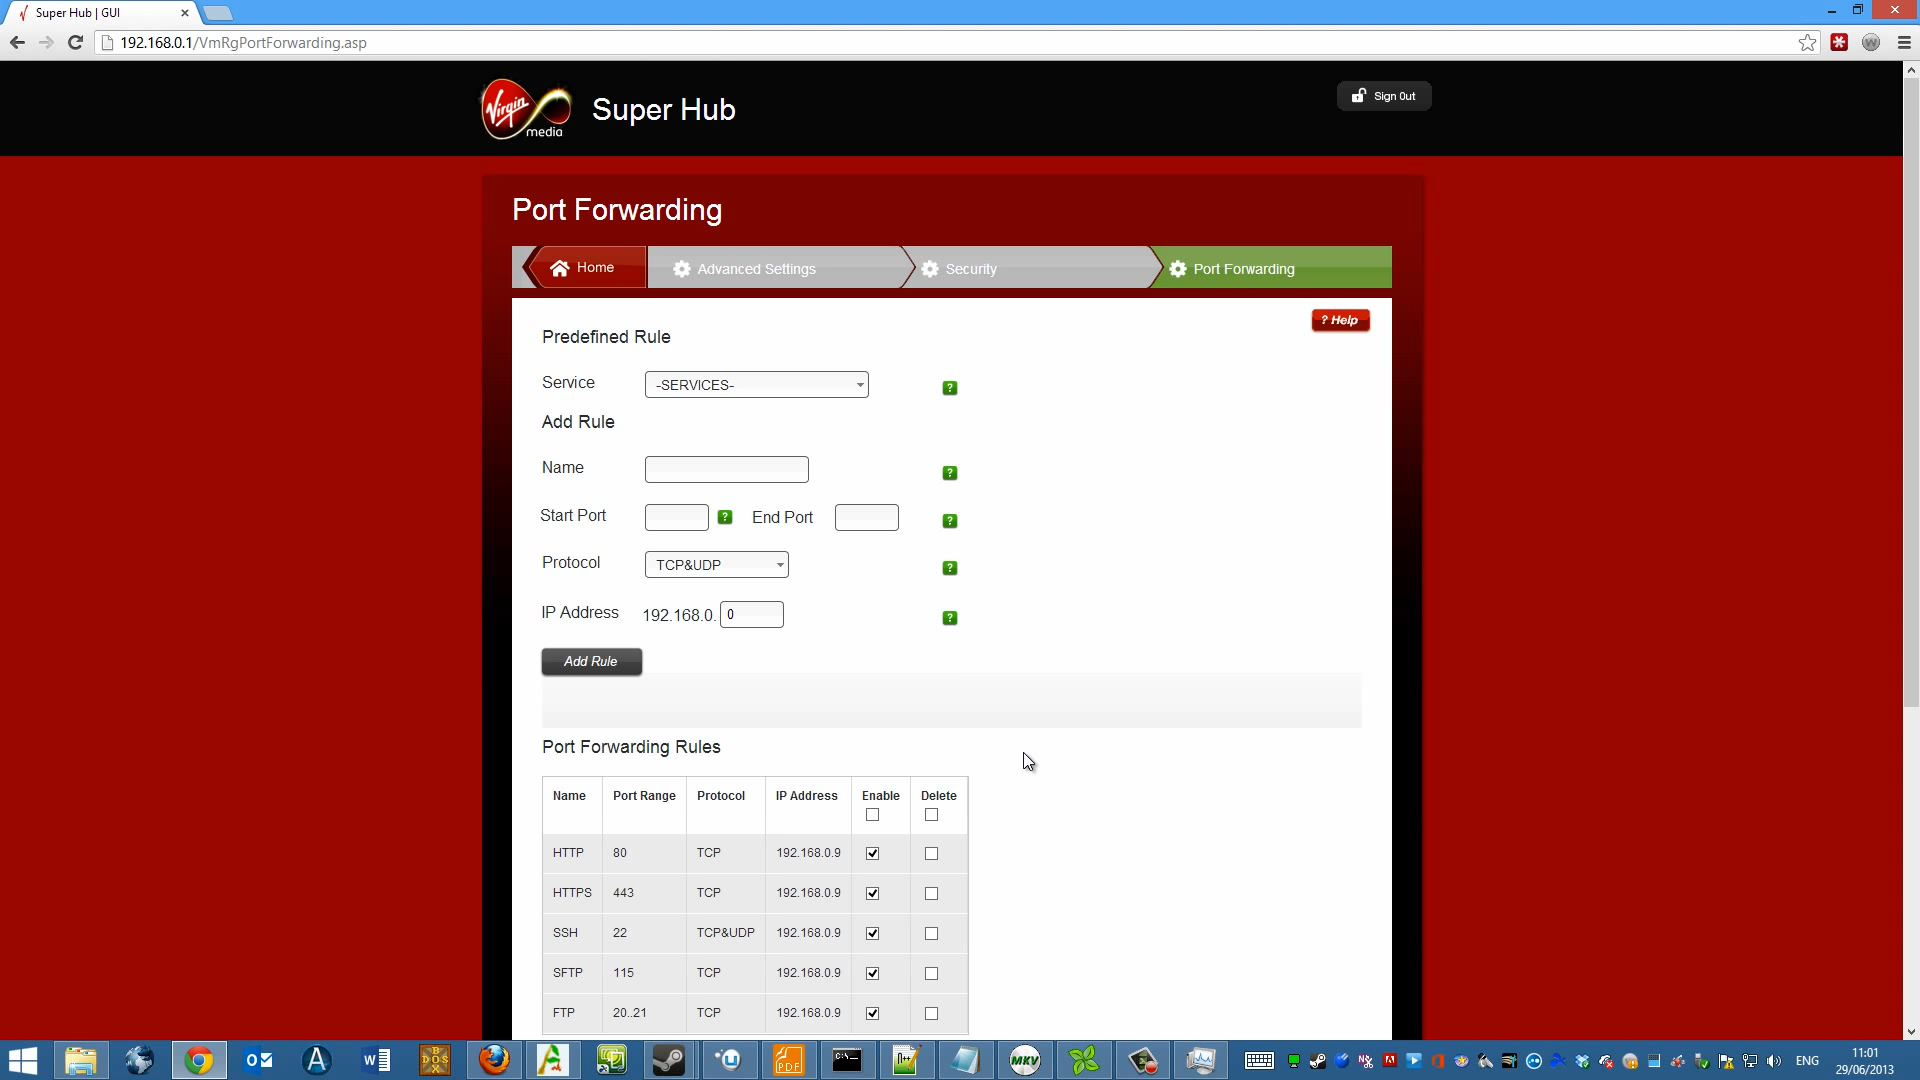 Super Hub | GUI
192.168.0.1/VmRgPortForwarding.asp
Virgin media
Super Hub
Sign Out
Port Forwarding
Home
Advanced Settings
Security
Port Forwarding
? Help
Predefined Rule
Service -SERVICES- ?
Add Rule
Name ?
Start Port ? End Port ?
Protocol TCP&UDP ?
IP Address 192.168.0. 0 ?
Add Rule
Port Forwarding Rules
Name Port Range Protocol IP Address Enable Delete
HTTP 80 TCP 192.168.0.9
HTTPS 443 TCP 192.168.0.9
SSH 22 TCP&UDP 192.168.0.9
SFTP 115 TCP 192.168.0.9
FTP 20..21 TCP 192.168.0.9
DOS BOX
PDF
C:\
MKV
ENG
11:01
29/06/2013